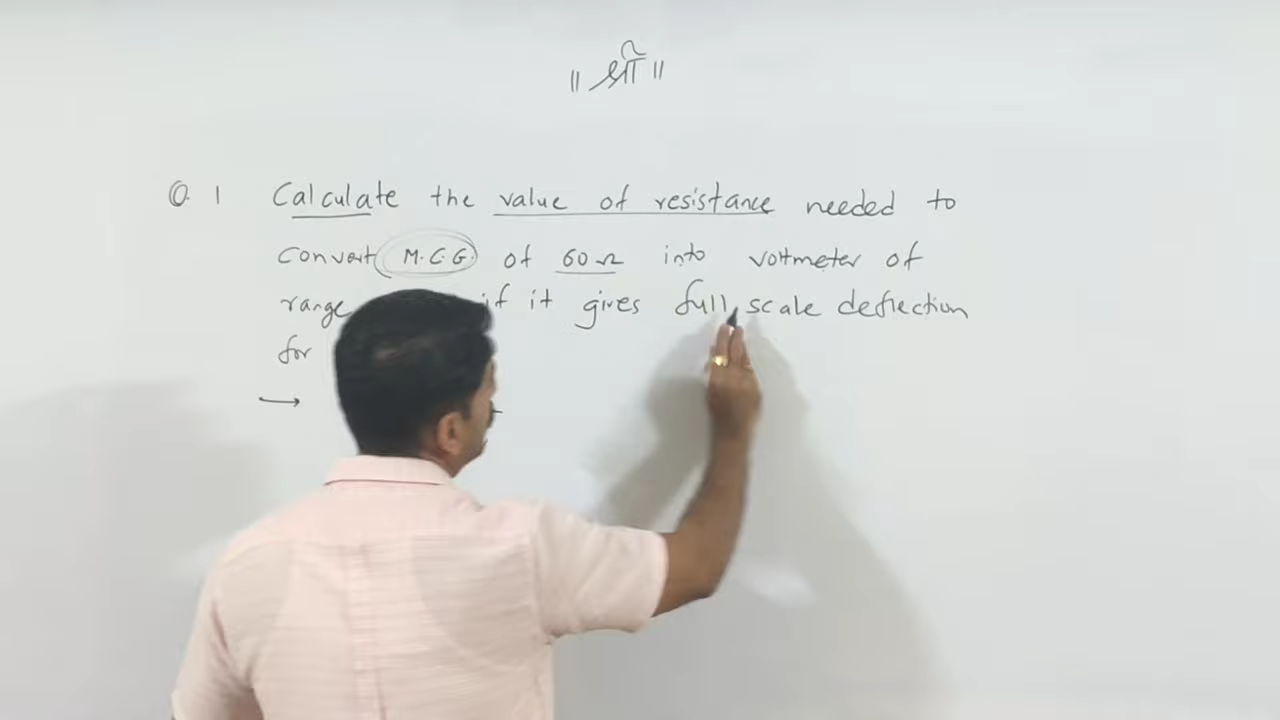 ॥ श्री ॥
Q. 1 Calculate the value of resistance needed to
convert M.C.G. of 60Ω into voltmeter of
range if it gives full scale deflection
for
→